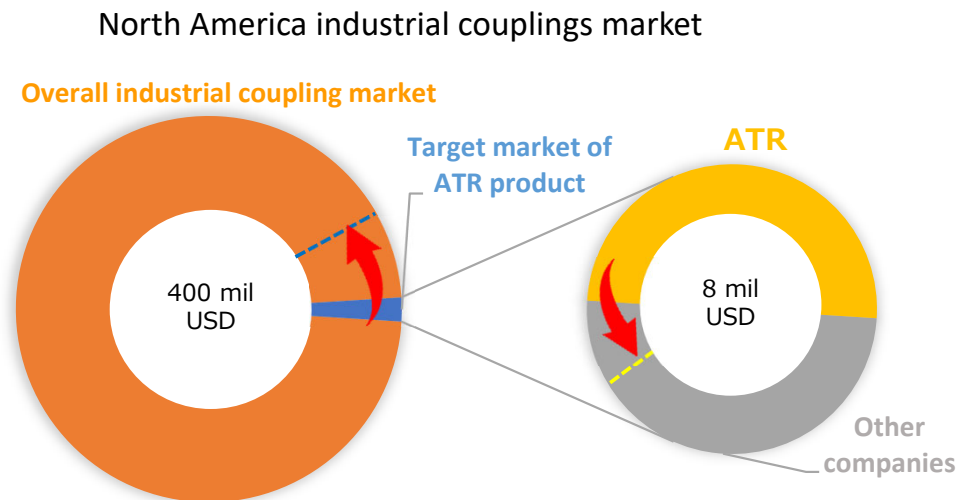 North America industrial couplings market
Overall industrial coupling market
Target market of
ATR product
ATR
400 mil
USD
8 mil
USD
Other
companies